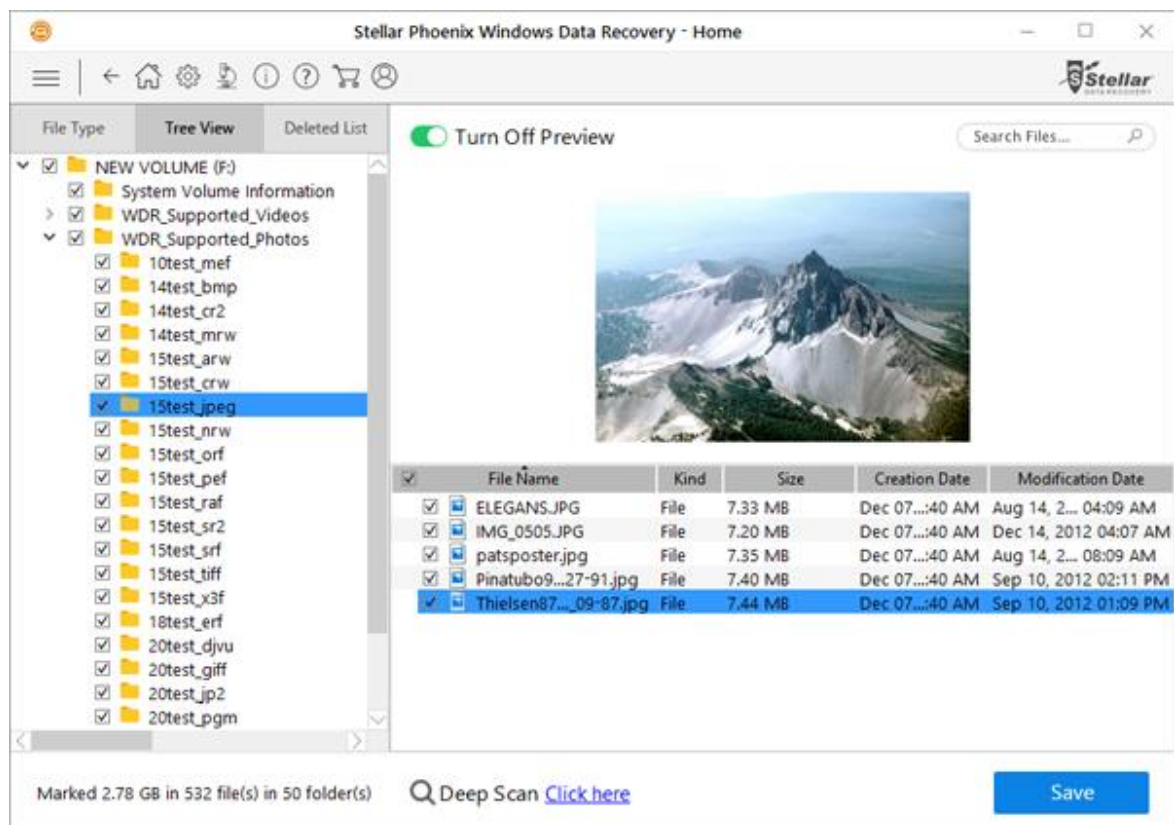 Stellar Phoenix Windows Data Recovery - Home
Stellar
DATA RECOVERY
File Type Tree View Deleted List
Turn Off Preview
Search Files...
NEW VOLUME (F:)
System Volume Information
WDR_Supported_Videos
WDR_Supported_Photos
10test_mef
14test_bmp
14test_cr2
14test_mrw
15test_arw
15test_crw
15test_jpeg
15test_nrw
15test_orf
15test_pef
15test_raf
15test_sr2
15test_srf
15test_tiff
15test_x3f
18test_erf
20test_djvu
20test_giff
20test_jp2
20test_pgm
File Name Kind Size Creation Date Modification Date
ELEGANS.JPG File 7.33 MB Dec 07...:40 AM Aug 14, 2... 04:09 AM
IMG_0505.JPG File 7.20 MB Dec 07...:40 AM Dec 14, 2012 04:07 AM
patsposter.jpg File 7.35 MB Dec 07...:40 AM Aug 14, 2... 08:09 AM
Pinatubo9...27-91.jpg File 7.40 MB Dec 07...:40 AM Sep 10, 2012 02:11 PM
Thielsen87..._09-87.jpg File 7.44 MB Dec 07...:40 AM Sep 10, 2012 01:09 PM
Marked 2.78 GB in 532 file(s) in 50 folder(s)
Deep Scan Click here
Save